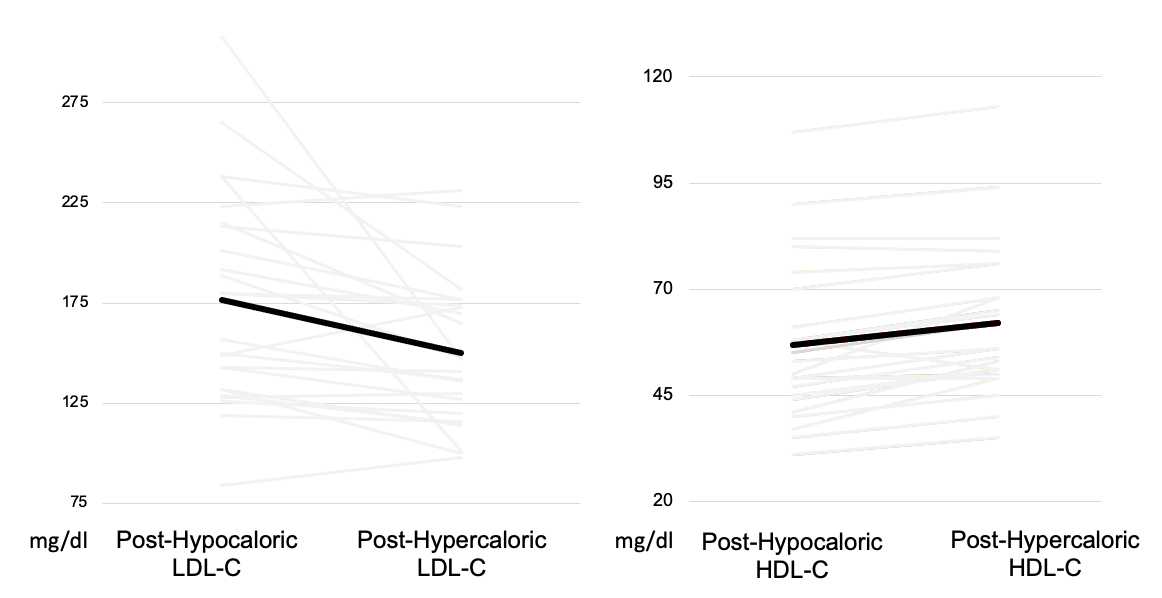 275
225
175
125
75
mg/dl
Post-Hypocaloric
LDL-C
Post-Hypercaloric
LDL-C
120
95
70
45
20
mg/dl
Post-Hypocaloric
HDL-C
Post-Hypercaloric
HDL-C